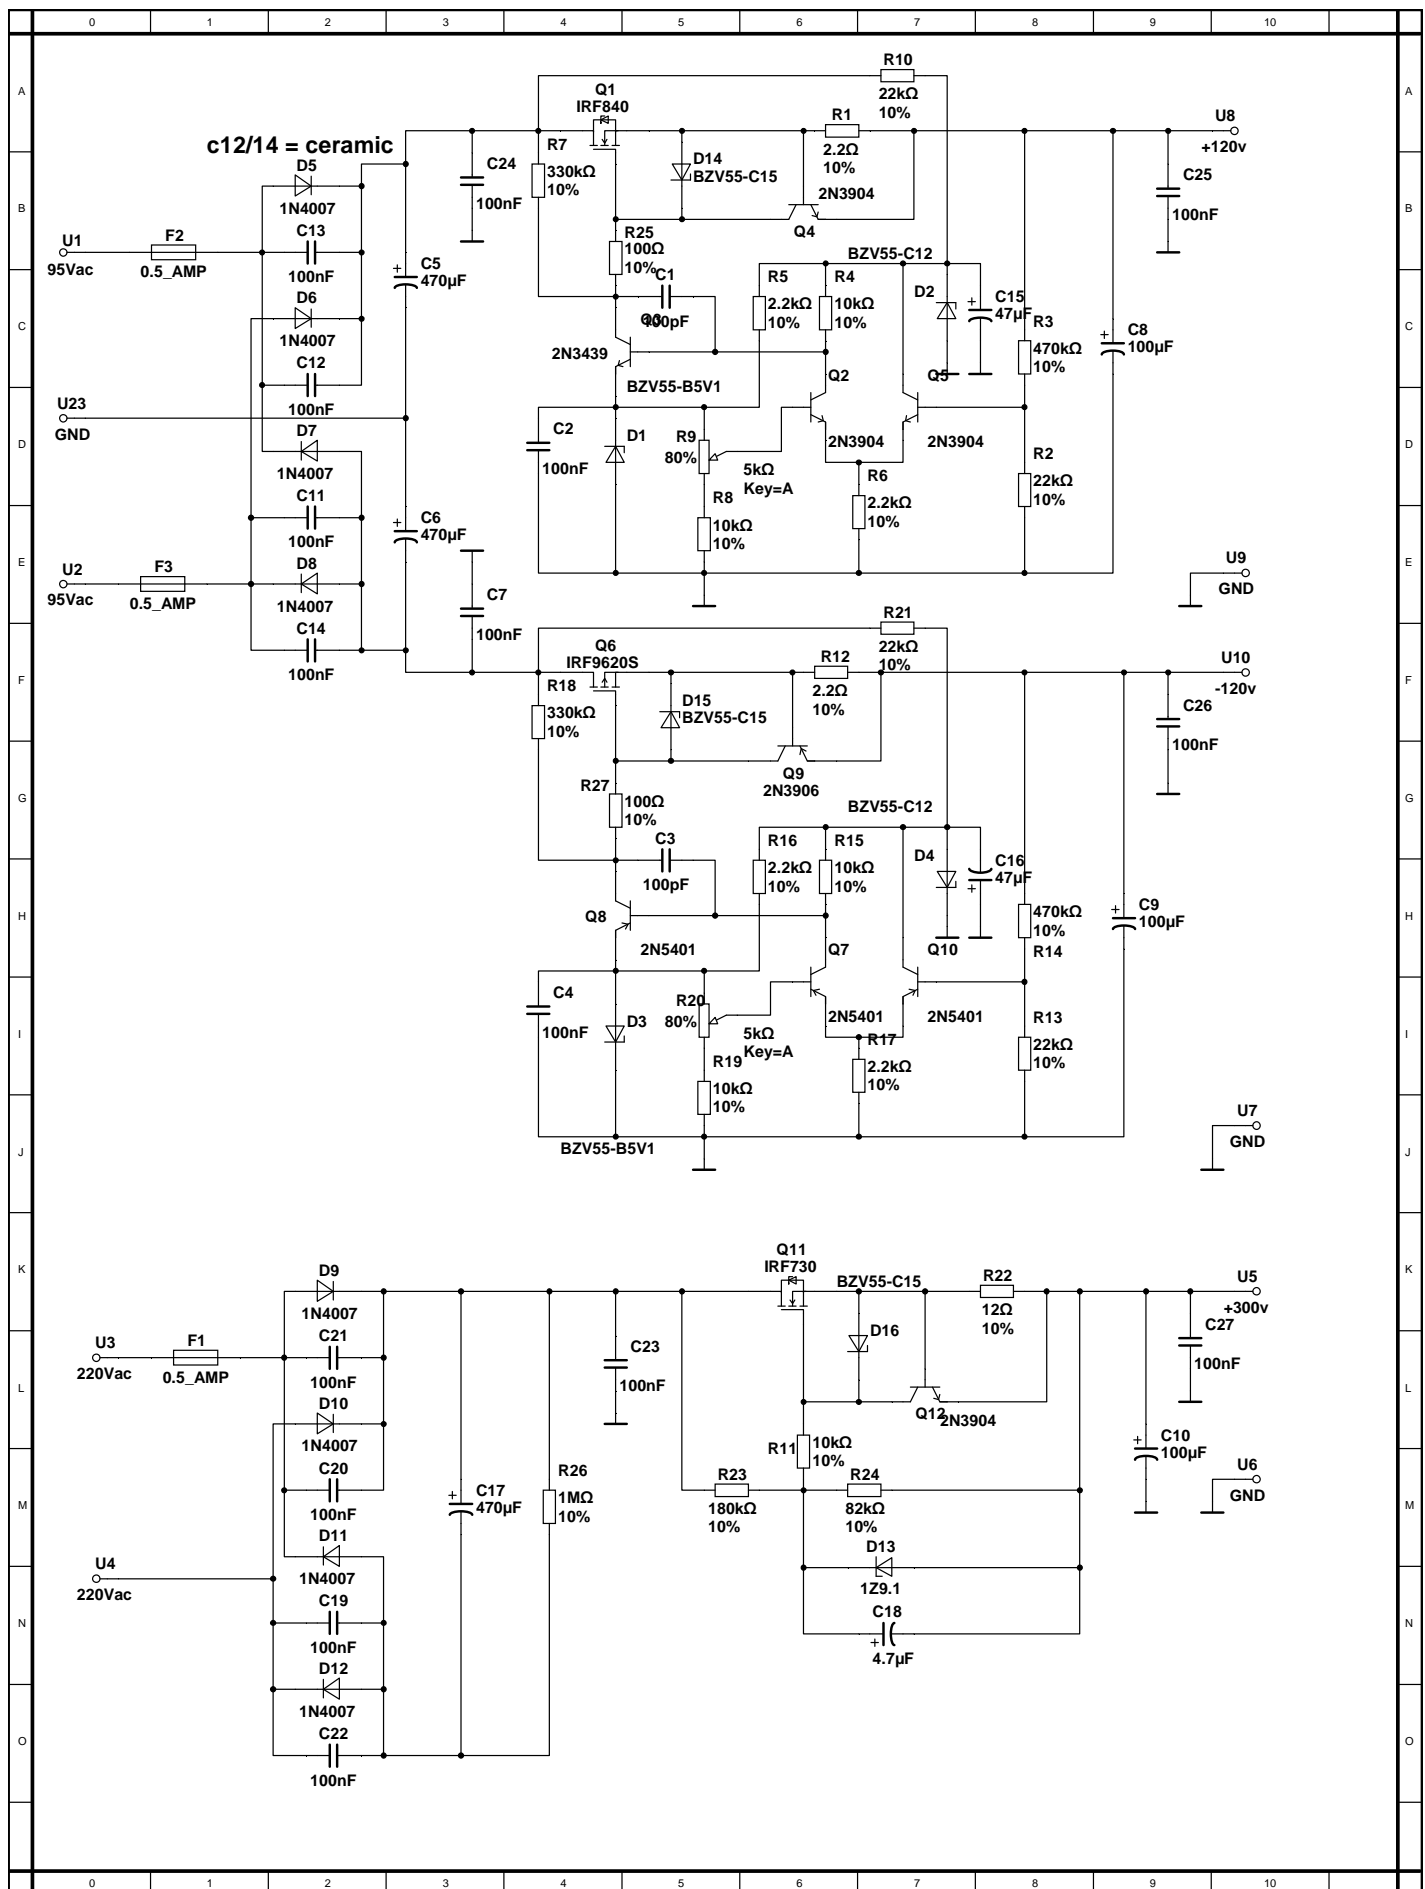 0 1 2 3 4 5 6 7 8 9 10
A
A
R10
22kΩ
10%
Q1
IRF840
R1
2.2Ω
10%
U8
+120v
c12/14 = ceramic
R7
330kΩ
10%
D14
BZV55-C15
C24
100nF
C25
100nF
D5
1N4007
2N3904
Q4
B
B
U1
95Vac
F2
0.5_AMP
C13
100nF
R25
100Ω
10%
BZV55-C12
C5
470µF
C1
100pF
R5
2.2kΩ
10%
R4
10kΩ
10%
D2
C15
47µF
D6
1N4007
C
C
Q3
2N3439
R3
470kΩ
10%
C8
100µF
C12
100nF
BZV55-B5V1
Q2
2N3904
Q5
2N3904
U23
GND
D
D
C2
100nF
D1
R9
80%
5kΩ
Key=A
D7
1N4007
R6
2.2kΩ
10%
R2
22kΩ
10%
C11
100nF
R8
10kΩ
10%
C6
470µF
E
E
U2
95Vac
F3
0.5_AMP
D8
1N4007
C7
100nF
U9
GND
C14
100nF
R21
22kΩ
10%
Q6
IRF9620S
R12
2.2Ω
10%
U10
-120v
F
F
R18
330kΩ
10%
D15
BZV55-C15
C26
100nF
Q9
2N3906
R27
100Ω
10%
BZV55-C12
G
G
C3
100pF
R16
2.2kΩ
10%
R15
10kΩ
10%
D4
C16
47µF
H
H
Q8
2N5401
470kΩ
10%
R14
C9
100µF
Q7
2N5401
Q10
2N5401
C4
100nF
D3
R20
80%
5kΩ
Key=A
R17
2.2kΩ
10%
R13
22kΩ
10%
I
I
R19
10kΩ
10%
BZV55-B5V1
U7
GND
J
J
Q11
IRF730
BZV55-C15
R22
12Ω
10%
U5
+300v
K
K
D9
1N4007
U3
220Vac
F1
0.5_AMP
C21
100nF
C23
100nF
D16
C27
100nF
L
L
D10
1N4007
Q12
2N3904
R11
10kΩ
10%
C10
100µF
C20
100nF
C17
470µF
R26
1MΩ
10%
R23
180kΩ
10%
R24
82kΩ
10%
U6
GND
M
M
D11
1N4007
D13
1Z9.1
U4
220Vac
C19
100nF
C18
4.7µF
N
N
D12
1N4007
C22
100nF
O
O
0 1 2 3 4 5 6 7 8 9 10